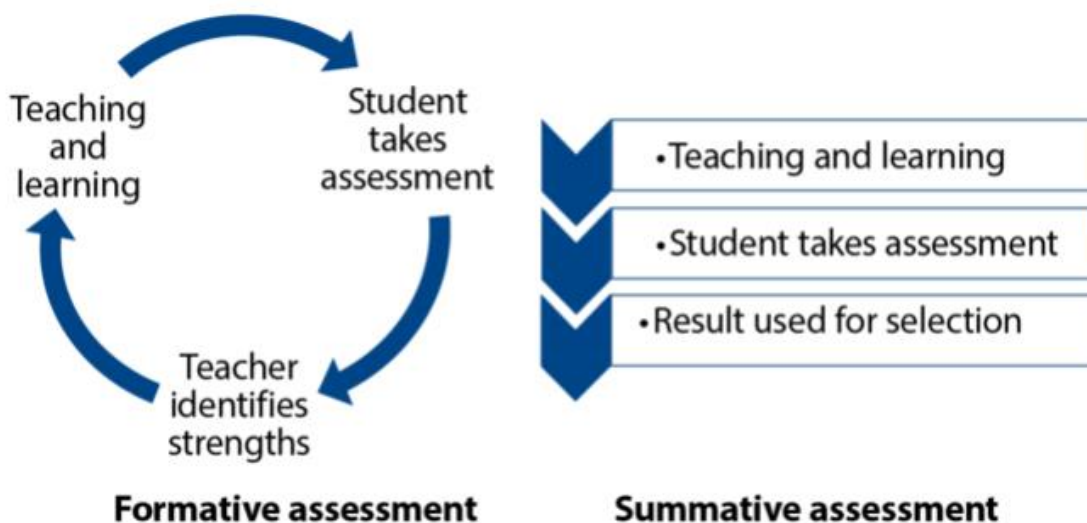 Teaching
and
learning
Student
takes
assessment
Teacher
identifies
strengths
Formative assessment
•Teaching and learning
•Student takes assessment
•Result used for selection
Summative assessment